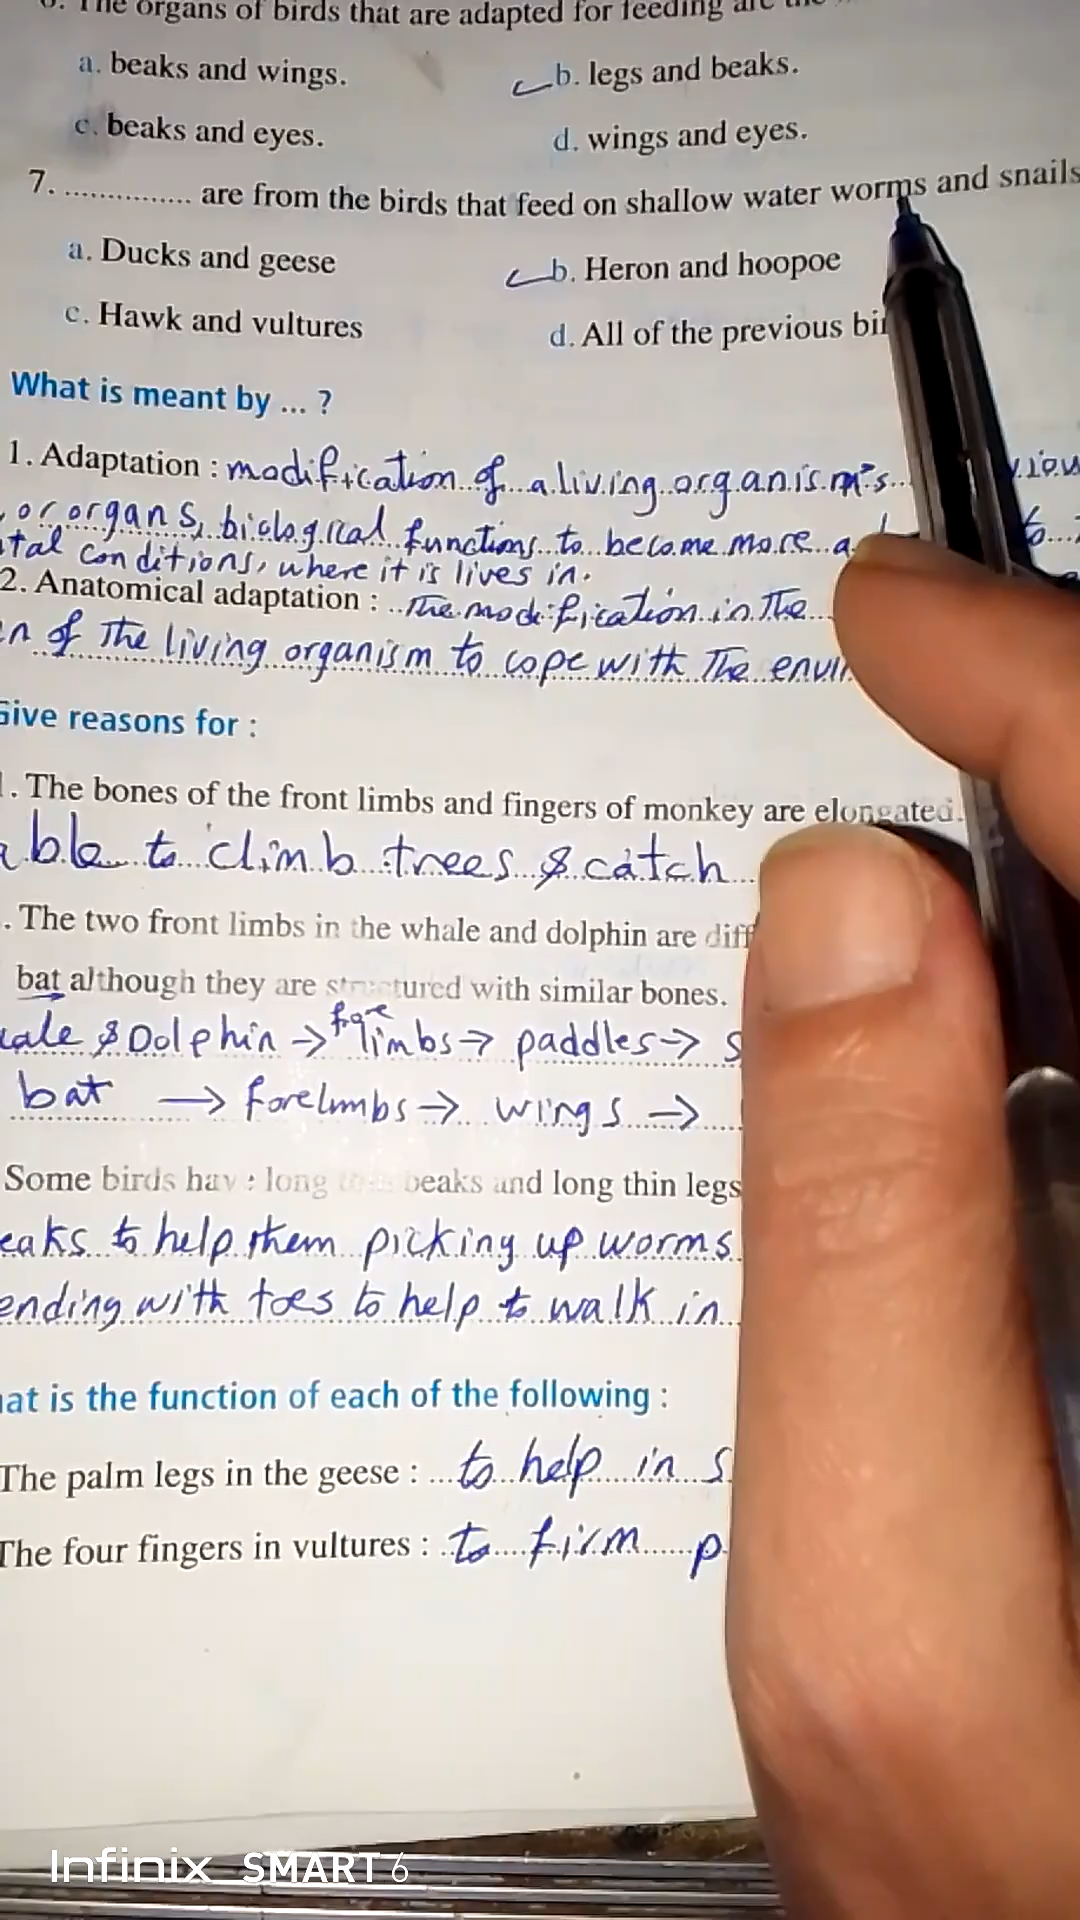 6. The organs of birds that are adapted for feeding are the
a. beaks and wings.
b. legs and beaks.
c. beaks and eyes.
d. wings and eyes.
7. .............. are from the birds that feed on shallow water worms and snails
a. Ducks and geese
b. Heron and hoopoe
c. Hawk and vultures
d. All of the previous bi
What is meant by ... ?
1. Adaptation : modification of a living organism's
or organs, biological functions to become more a
tal conditions, where it is lives in.
2. Anatomical adaptation : The modification in the
n of the living organism to cope with The envi
Give reasons for :
. The bones of the front limbs and fingers of monkey are elongated.
able to climb trees & catch
. The two front limbs in the whale and dolphin are diff
bat although they are structured with similar bones.
ale & Dolphin → fore limbs → paddles → s
bat → forelimbs → wings →
Some birds have long thin beaks and long thin legs
eaks to help them picking up worms
ending with toes to help to walk in
at is the function of each of the following :
The palm legs in the geese : to help in s
The four fingers in vultures : to firm p
Infinix SMART 6